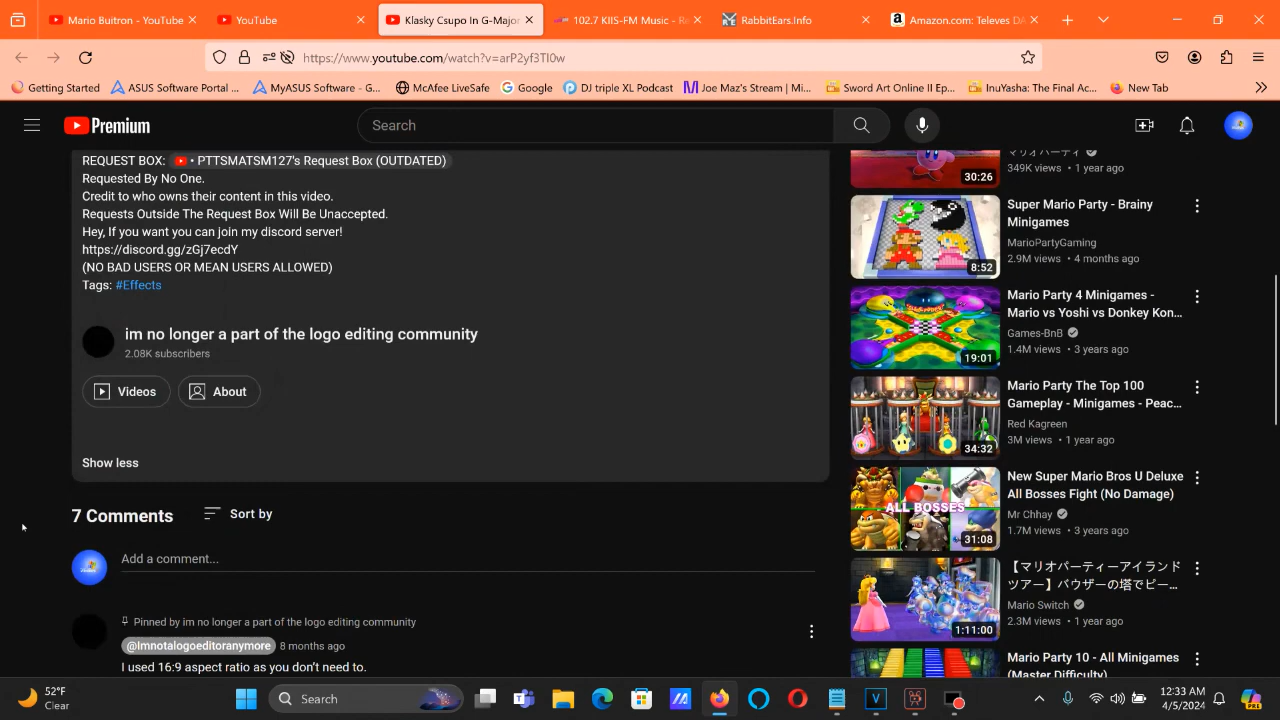 Mario Buitron - YouTube
YouTube
Klasky Csupo In G-Major
102.7 KIIS-FM Music - Re
RabbitEars.Info
Amazon.com: Televes DA
https://www.youtube.com/watch?v=arP2yf3Tl0w
Getting Started
ASUS Software Portal ...
MyASUS Software - G...
McAfee LiveSafe
Google
DJ triple XL Podcast
Joe Maz's Stream | Mi...
Sword Art Online II Ep...
InuYasha: The Final Ac...
New Tab
Premium
Search
REQUEST BOX: • PTTSMATSM127's Request Box (OUTDATED)
Requested By No One.
Credit to who owns their content in this video.
Requests Outside The Request Box Will Be Unaccepted.
Hey, If you want you can join my discord server!
https://discord.gg/zGj7ecdY
(NO BAD USERS OR MEAN USERS ALLOWED)
Tags: #Effects
im no longer a part of the logo editing community
2.08K subscribers
Videos
About
Show less
7 Comments
Sort by
Add a comment...
Pinned by im no longer a part of the logo editing community
@Imnotalogoeditoranymore 8 months ago
I used 16:9 aspect ratio as you don't need to.
マリオパーティ
349K views • 1 year ago
30:26
Super Mario Party - Brainy
Minigames
MarioPartyGaming
2.9M views • 4 months ago
8:52
Mario Party 4 Minigames -
Mario vs Yoshi vs Donkey Kon...
Games-BnB
1.4M views • 3 years ago
19:01
Mario Party The Top 100
Gameplay - Minigames - Peac...
Red Kagreen
3M views • 1 year ago
34:32
New Super Mario Bros U Deluxe
All Bosses Fight (No Damage)
Mr Chhay
1.7M views • 3 years ago
ALL BOSSES
31:08
【マリオパーティーアイランド
ツアー】バウザーの塔でピー...
Mario Switch
2.3M views • 1 year ago
1:11:00
Mario Party 10 - All Minigames
(Master Difficulty)
52°F
Clear
Search
12:33 AM
4/5/2024